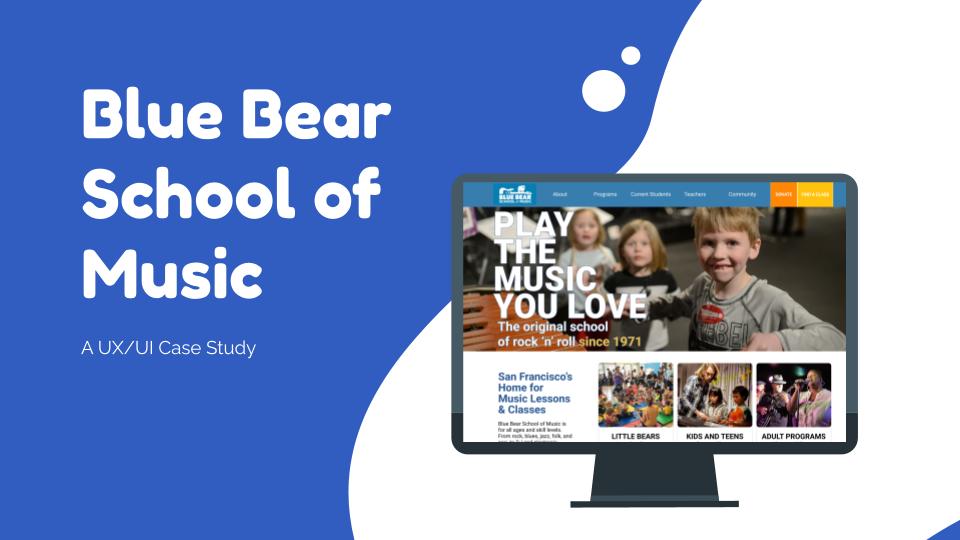 Blue Bear
School of
Music
A UX/UI Case Study
BLUE BEAR
SCHOOL of MUSIC
About
Programs
Current Students
Teachers
Community
DONATE
FIND A CLASS
PLAY
THE
MUSIC
YOU LOVE
The original school
of rock 'n' roll since 1971
REBEL
San Francisco's
Home for
Music Lessons
& Classes
Blue Bear School of Music is
for all ages and skill levels.
From rock, blues, jazz, folk, and
LITTLE BEARS
KIDS AND TEENS
ADULT PROGRAMS